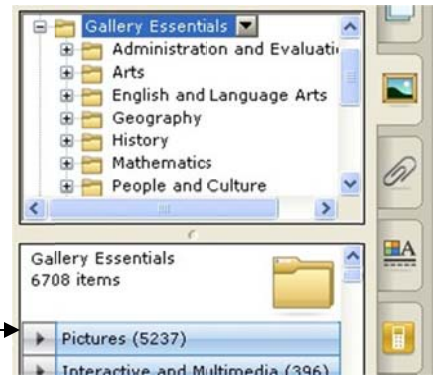 Gallery Essentials
Administration and Evaluati
Arts
English and Language Arts
Geography
History
Mathematics
People and Culture
Gallery Essentials
6708 items
Pictures (5237)
Interactive and Multimedia (396)
A